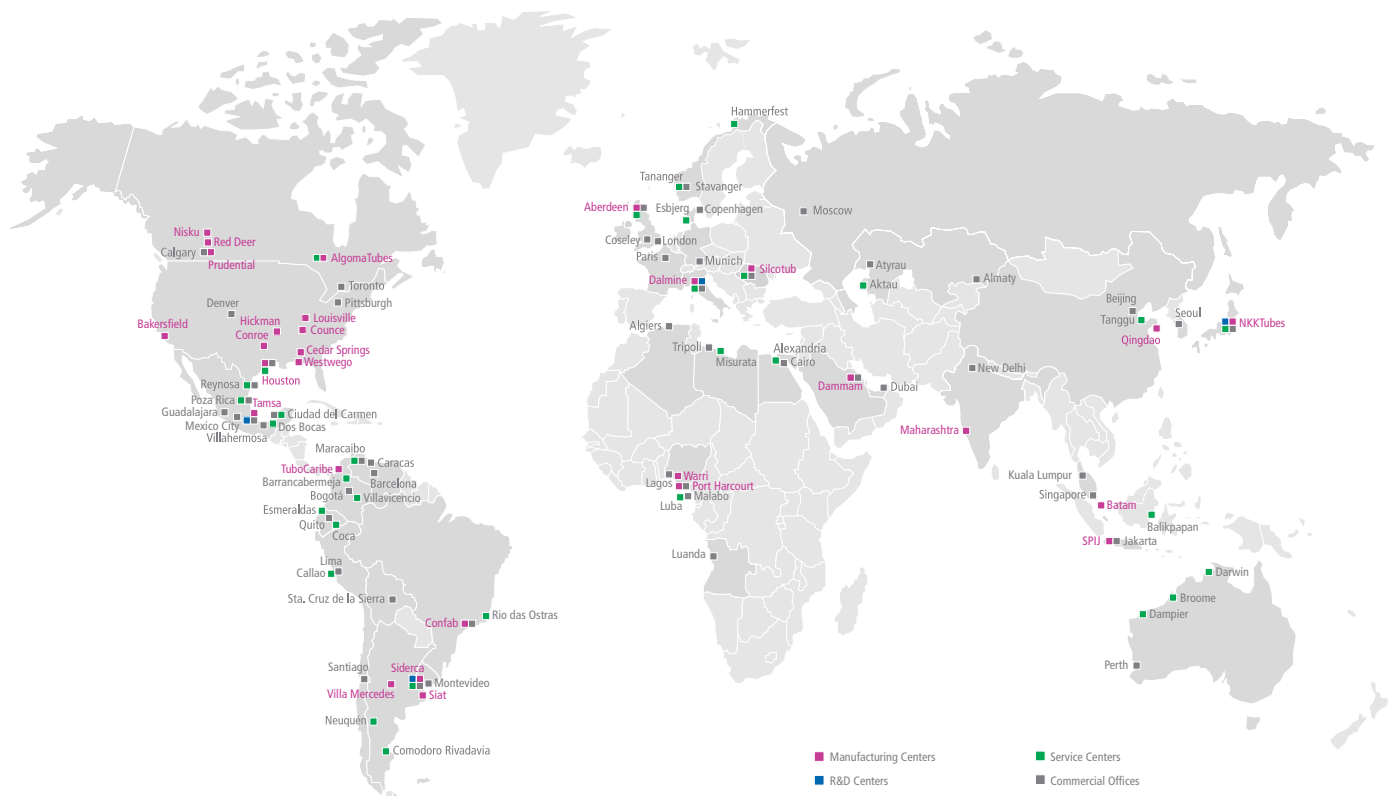 Hammerfest
Tananger
Stavanger
Aberdeen
Esbjerg
Copenhagen
Moscow
Nisku
Red Deer
Calgary
Prudential
AlgomaTubes
Coseley
London
Paris
Munich
Silcotub
Dalmine
Atyrau
Aktau
Almaty
Toronto
Pittsburgh
Denver
Bakersfield
Hickman
Louisville
Conroe
Counce
Cedar Springs
Westwego
Houston
Beijing
Tanggu
Seoul
NKKTubes
Qingdao
Algiers
Tripoli
Misurata
Alexandria
Cairo
Dammam
Dubai
New Delhi
Reynosa
Poza Rica
Tamsa
Guadalajara
Ciudad del Carmen
Mexico City
Dos Bocas
Villahermosa
Maharashtra
Maracaibo
Caracas
TuboCaribe
Barcelona
Barrancabermeja
Bogotá
Villavicencio
Esmeraldas
Quito
Coca
Lagos
Warri
Port Harcourt
Malabo
Luba
Kuala Lumpur
Singapore
Batam
Balikpapan
SPIJ
Jakarta
Luanda
Lima
Callao
Sta. Cruz de la Sierra
Rio das Ostras
Confab
Darwin
Broome
Dampier
Perth
Santiago
Siderca
Montevideo
Villa Mercedes
Siat
Neuquén
Comodoro Rivadavia
Manufacturing Centers
Service Centers
R&D Centers
Commercial Offices